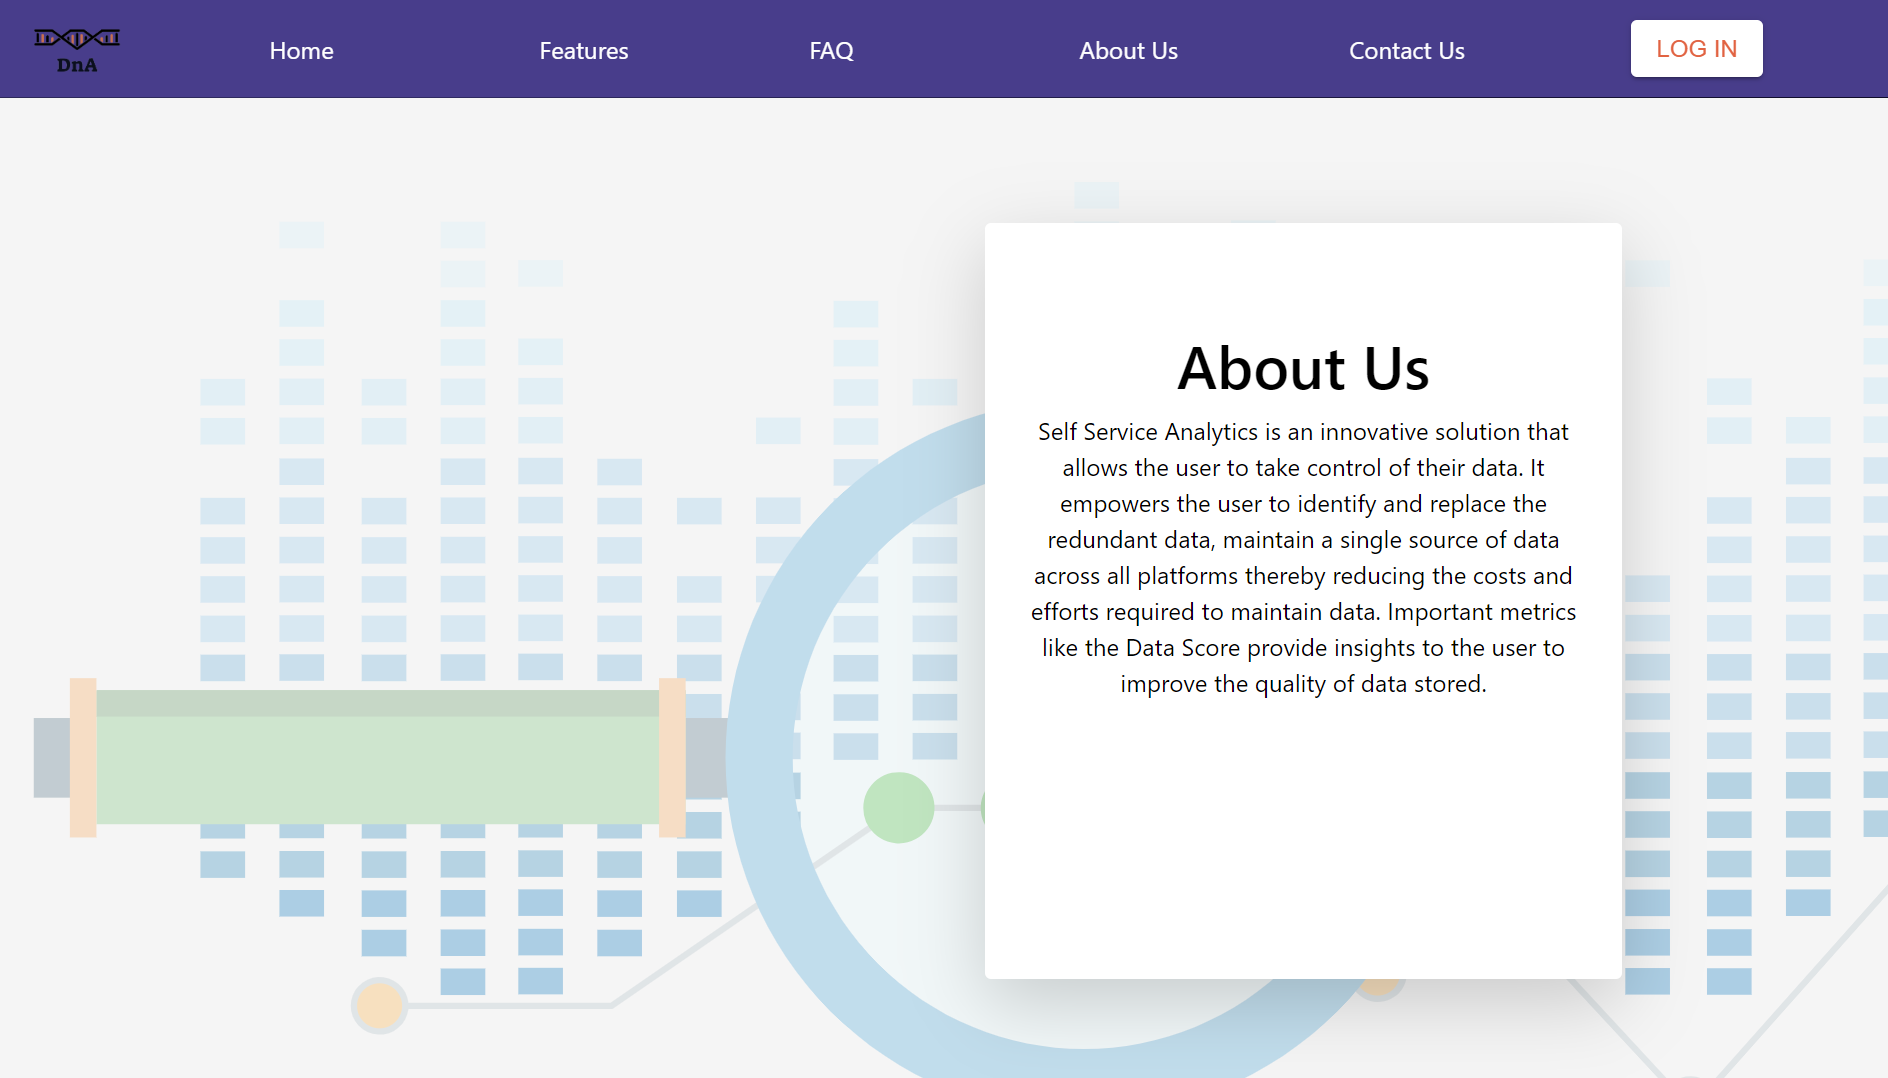 DnA
Home
Features
FAQ
About Us
Contact Us
LOG IN
About Us
Self Service Analytics is an innovative solution that
allows the user to take control of their data. It
empowers the user to identify and replace the
redundant data, maintain a single source of data
across all platforms thereby reducing the costs and
efforts required to maintain data. Important metrics
like the Data Score provide insights to the user to
improve the quality of data stored.